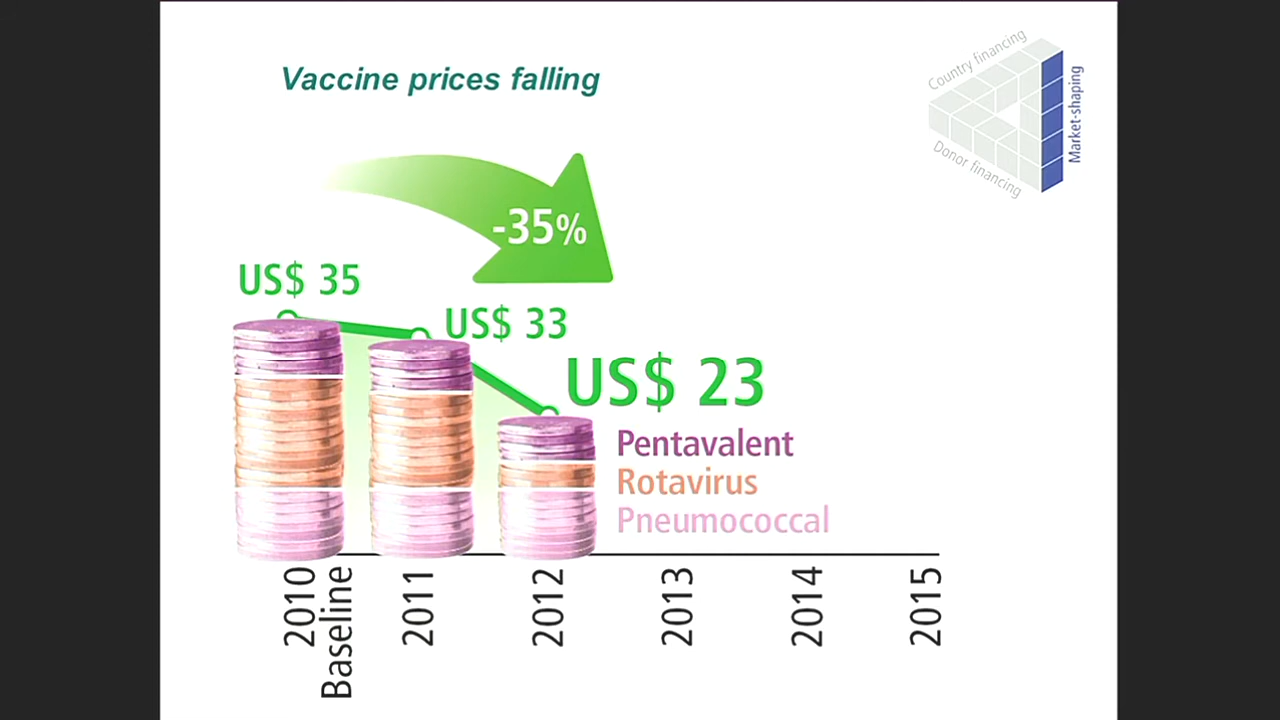 Vaccine prices falling
Country financing
Market-shaping
Donor financing
-35%
US$ 35
US$ 33
US$ 23
Pentavalent
Rotavirus
Pneumococcal
2010
Baseline
2011
2012
2013
2014
2015